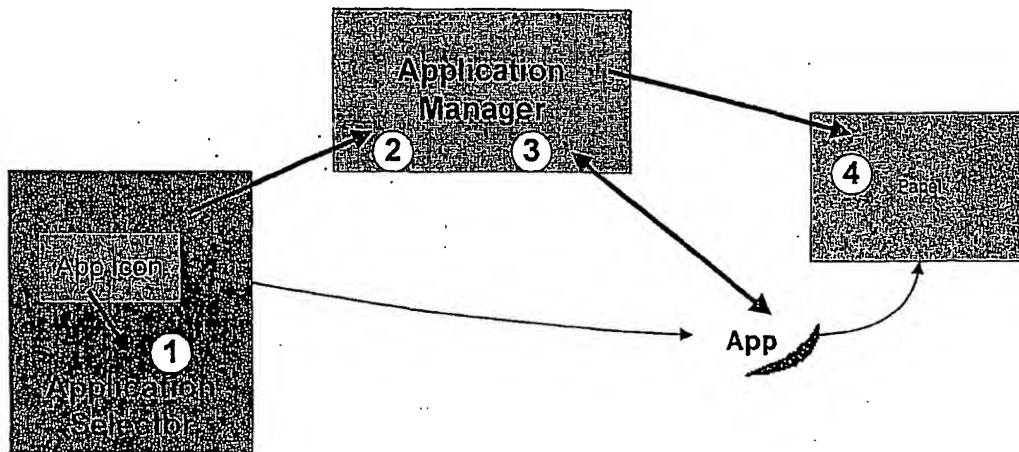 Application
Manager
2
3
4
Panel
App Icon
1
App
Application
Selector